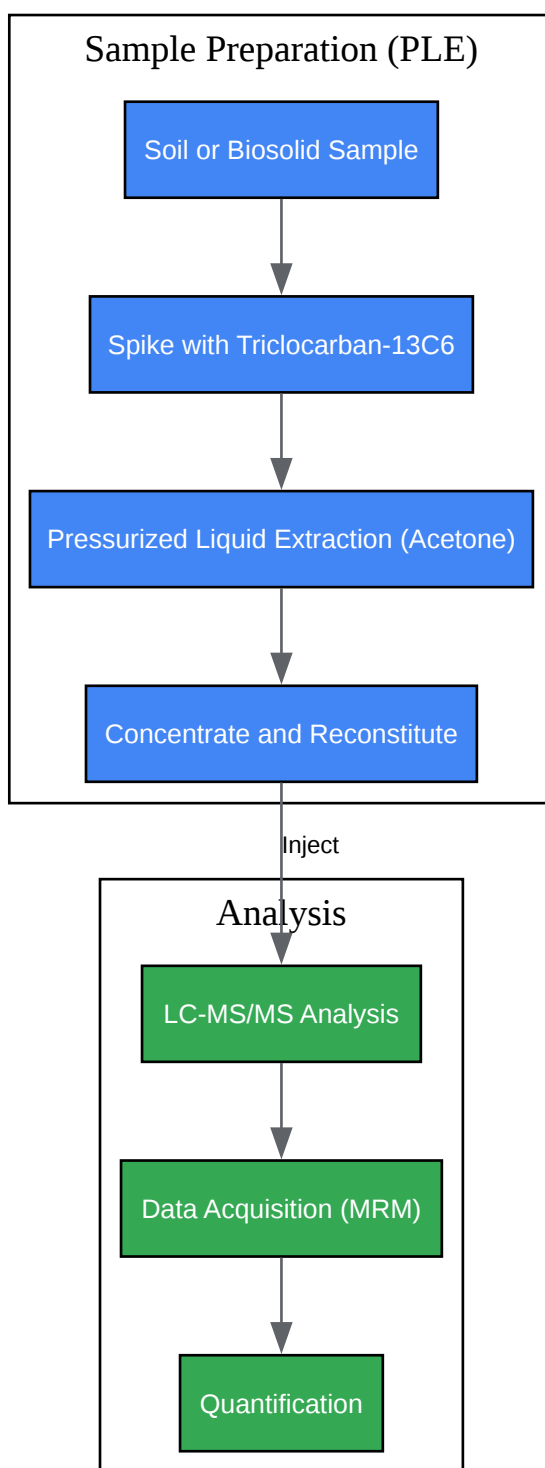 Sample Preparation (PLE)
Soil or Biosolid Sample
Spike with Triclocarban-13C6
Pressurized Liquid Extraction (Acetone)
Concentrate and Reconstitute
Inject
Analysis
LC-MS/MS Analysis
Data Acquisition (MRM)
Quantification